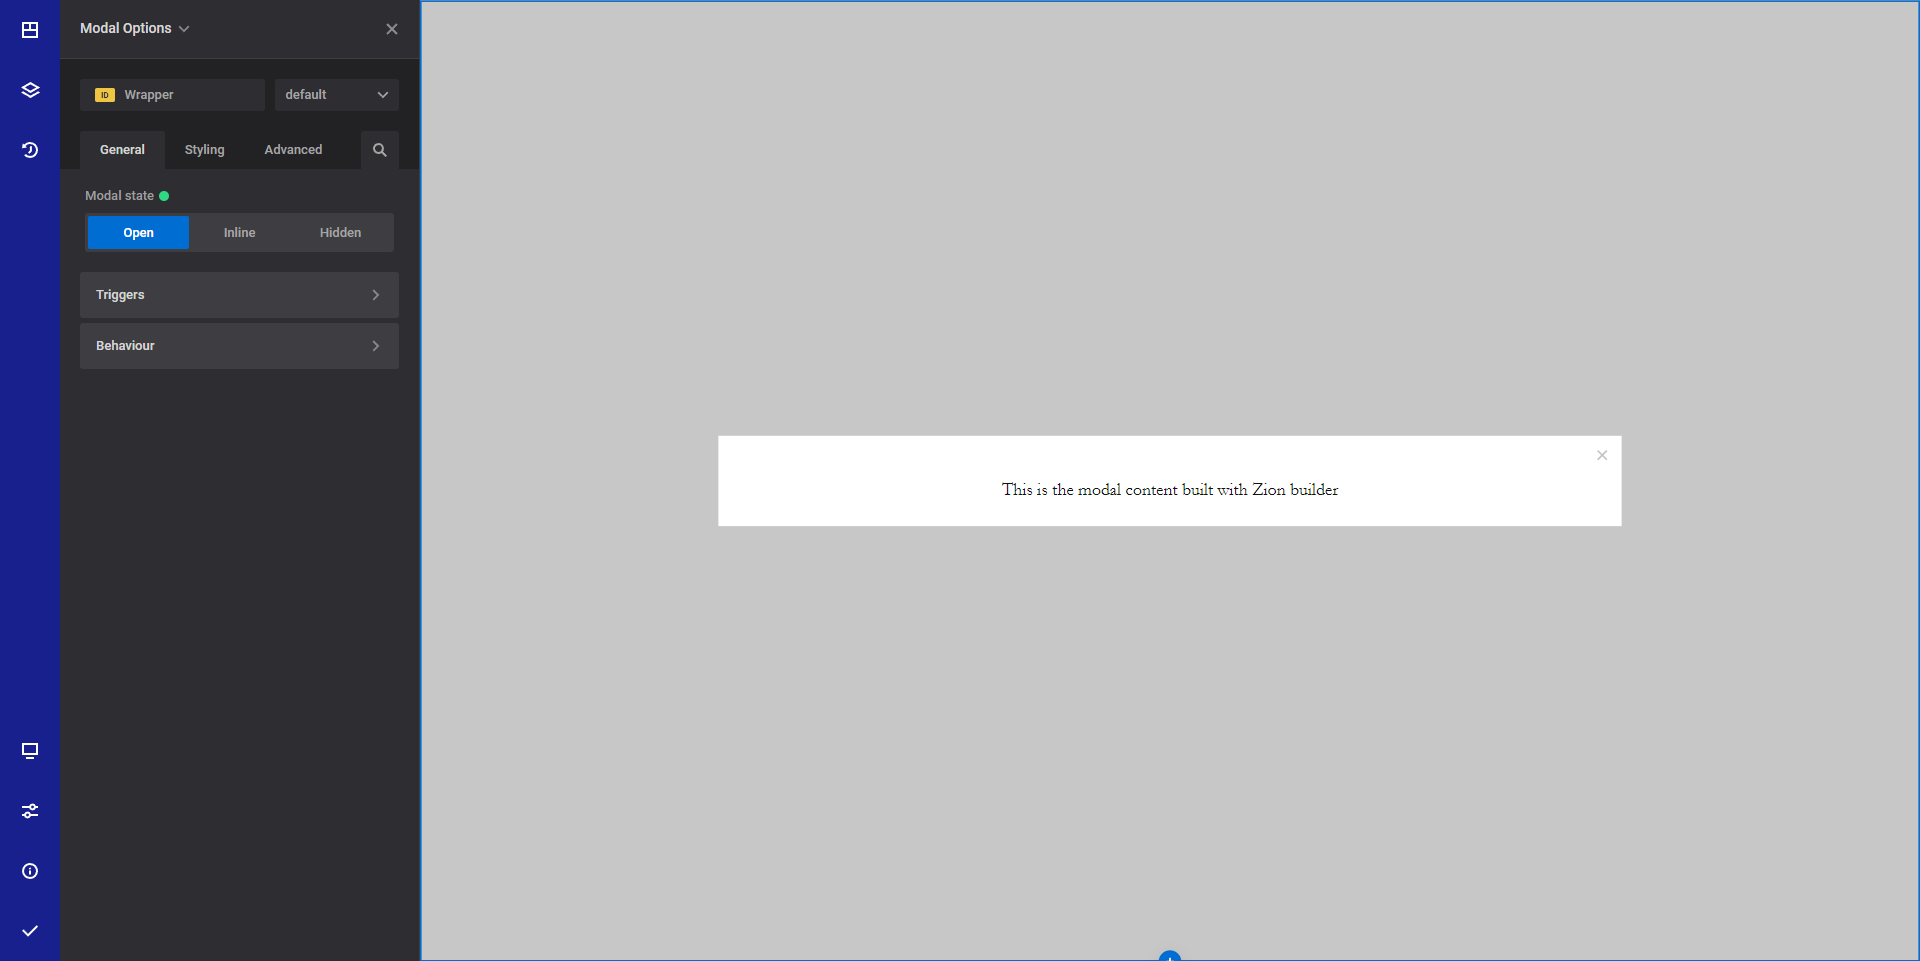 Modal Options
ID Wrapper
default
General Styling Advanced
Modal state
Open Inline Hidden
Triggers
Behaviour
This is the modal content built with Zion builder